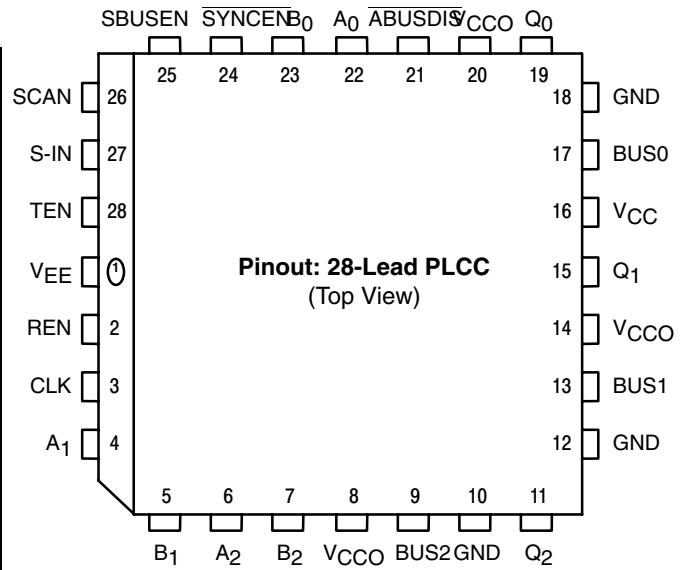 SBUSEN SYNCEN B0 A0 ABUSDIS VCCO Q0
25 24 23 22 21 20 19
SCAN 26 18 GND
S-IN 27 17 BUS0
TEN 28 16 VCC
VEE 1 Pinout: 28-Lead PLCC 15 Q1
(Top View)
REN 2 14 VCCO
CLK 3 13 BUS1
A1 4 12 GND
5 6 7 8 9 10 11
B1 A2 B2 VCCO BUS2 GND Q2